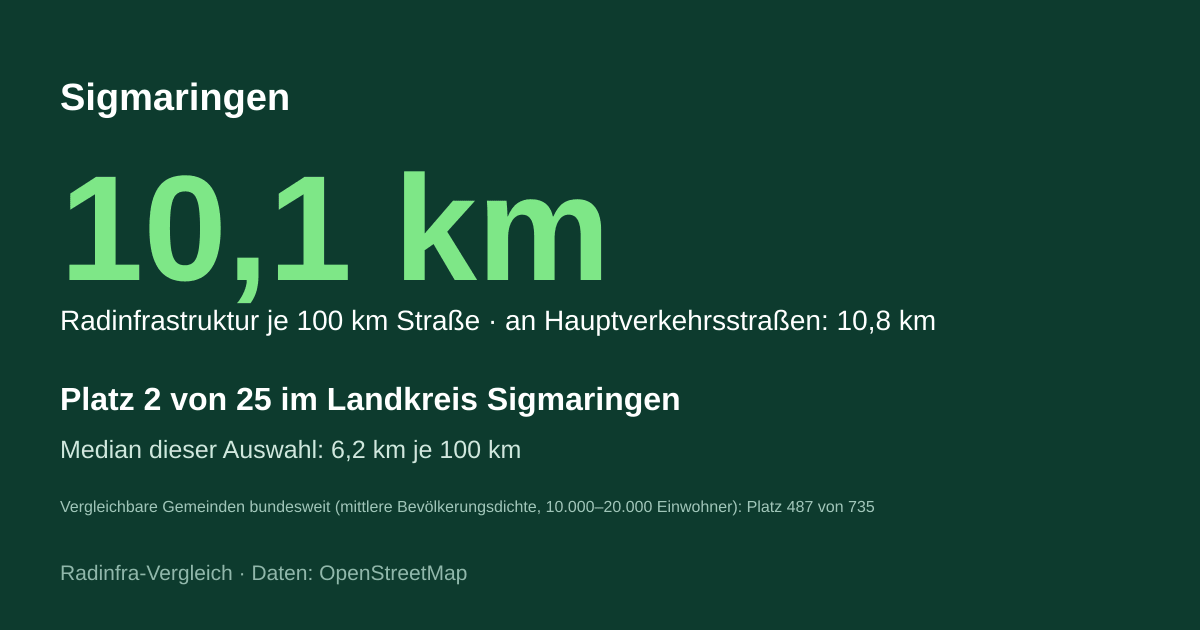 Sigmaringen
10,1 km
Radinfrastruktur je 100 km Straße · an Hauptverkehrsstraßen: 10,8 km
Platz 2 von 25 im Landkreis Sigmaringen
Median dieser Auswahl: 6,2 km je 100 km
Vergleichbare Gemeinden bundesweit (mittlere Bevölkerungsdichte, 10.000–20.000 Einwohner): Platz 487 von 735
Radinfra-Vergleich · Daten: OpenStreetMap